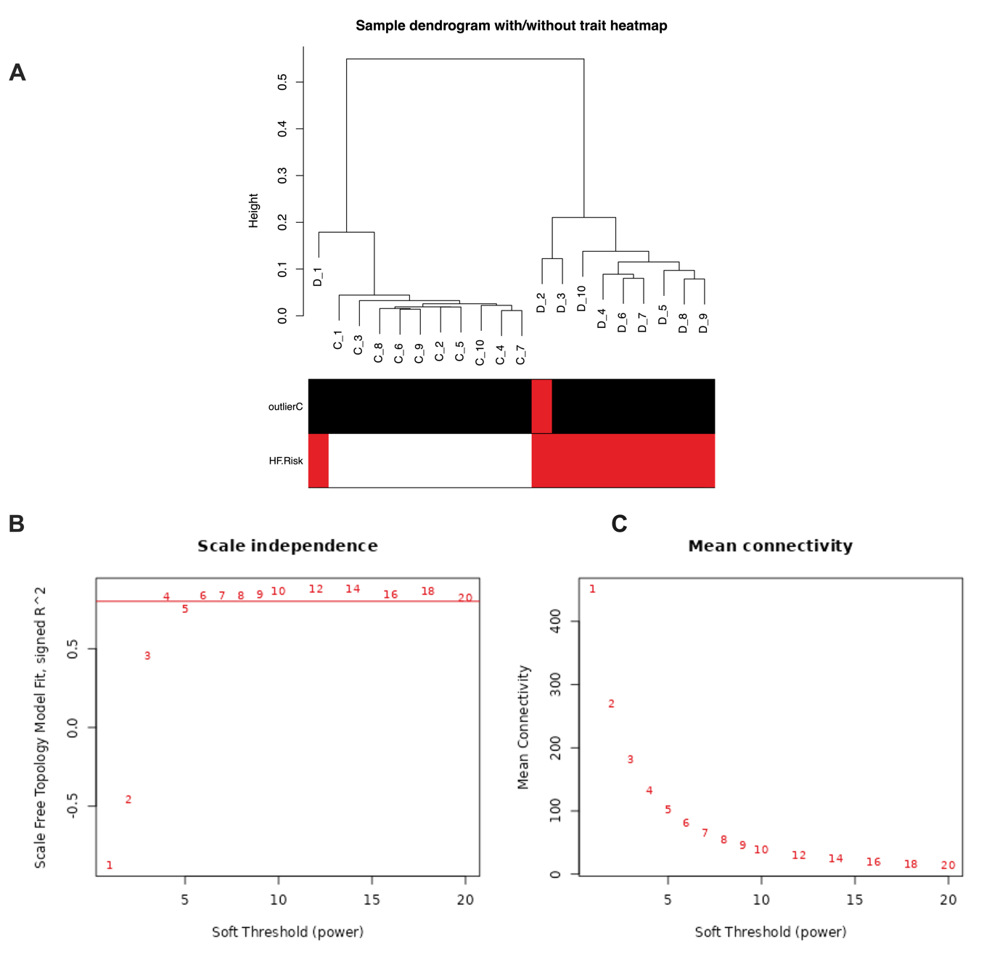 Sample dendrogram with/without trait heatmap
A
Height
0.0
0.1
0.2
0.3
0.4
0.5
D_1
C_1
C_3
C_8
C_6
C_9
C_2
C_5
C_10
C_4
C_7
D_2
D_3
D_10
D_4
D_6
D_7
D_5
D_8
D_9
outlierC
HF.Risk
B
Scale independence
Scale Free Topology Model Fit, signed R^2
-0.5
0.0
0.5
1
2
3
4
5
6
7
8
9
10
12
14
16
18
20
5
10
15
20
Soft Threshold (power)
C
Mean connectivity
Mean Connectivity
0
100
200
300
400
1
2
3
4
5
6
7
8
9
10
12
14
16
18
20
5
10
15
20
Soft Threshold (power)